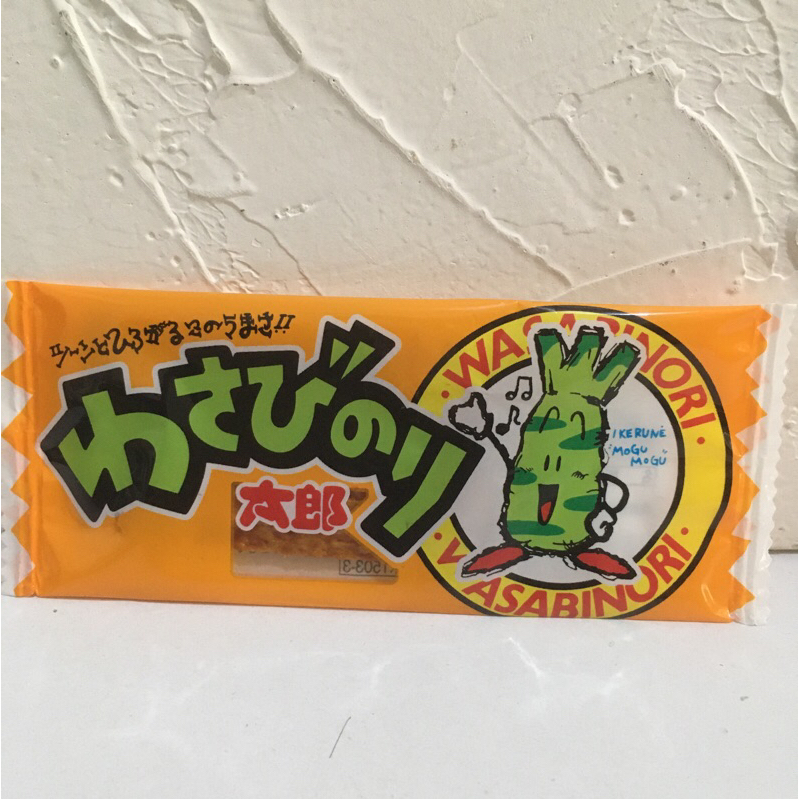 ツーンとひろがるこのうまさ!!
わさびのり
太郎
·WASABINORI·
IKERUNE
"MOGU
MOGU"
·WASABINORI·